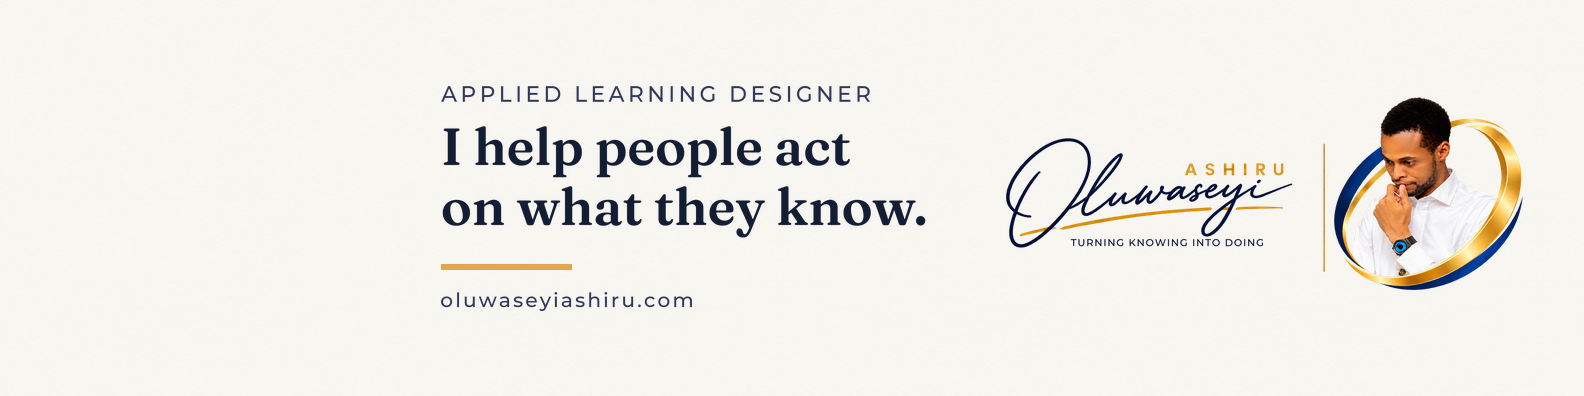 APPLIED LEARNING DESIGNER
I help people act
on what they know.
oluwaseyiashiru.com
ASHIRU
Oluwaseyi
TURNING KNOWING INTO DOING